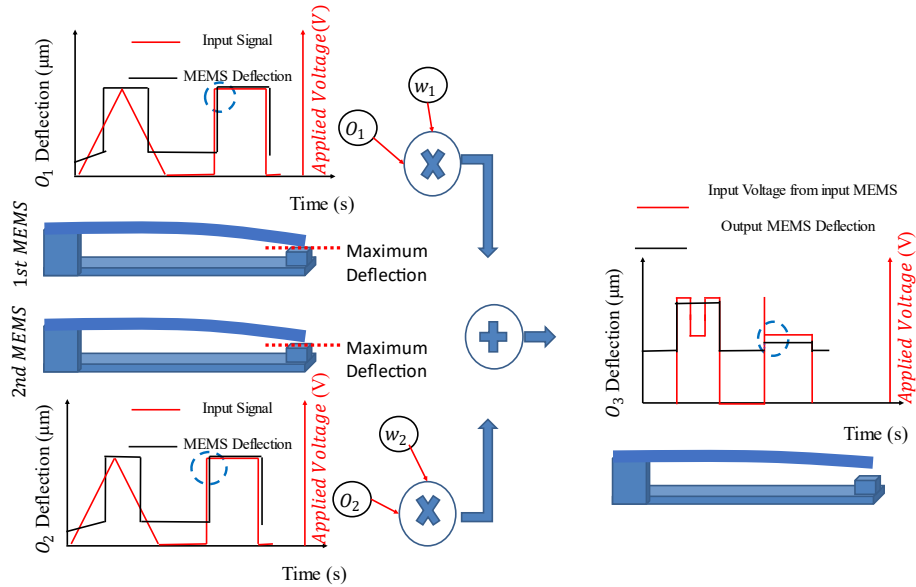 Input Signal
MEMS Deflection
O₁ Deflection (μm)
Applied Voltage(V)
Time (s)
w₁
O₁
1st MEMS
Maximum
Deflection
2nd MEMS
Maximum
Deflection
Input Signal
MEMS Deflection
O₂ Deflection (μm)
Applied Voltage (V)
Time (s)
w₂
O₂
Input Voltage from input MEMS
Output MEMS Deflection
O₃ Deflection (μm)
Applied Voltage (V)
Time (s)